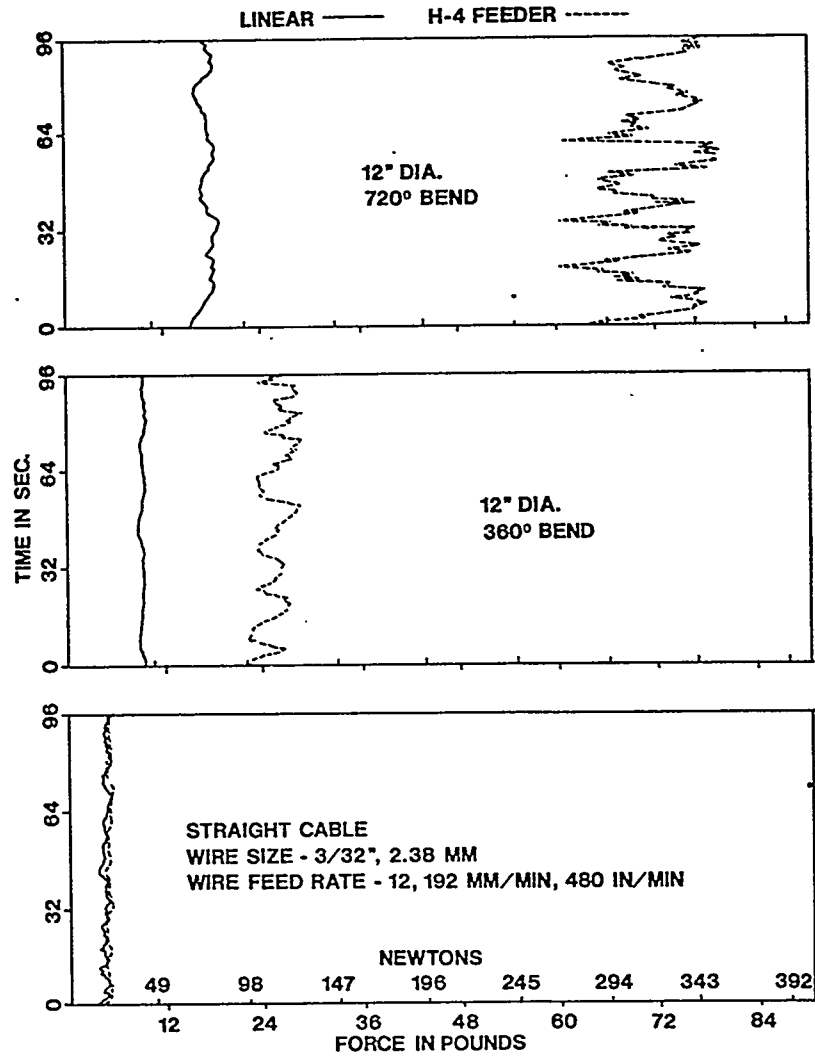 LINEAR H-4 FEEDER
96
64
32
0
12" DIA.
720º BEND
96
64
32
0
12" DIA.
360º BEND
TIME IN SEC.
96
64
32
0
STRAIGHT CABLE
WIRE SIZE - 3/32", 2.38 MM
WIRE FEED RATE - 12, 192 MM/MIN, 480 IN/MIN
NEWTONS
49 98 147 196 245 294 343 392
12 24 36 48 60 72 84
FORCE IN POUNDS